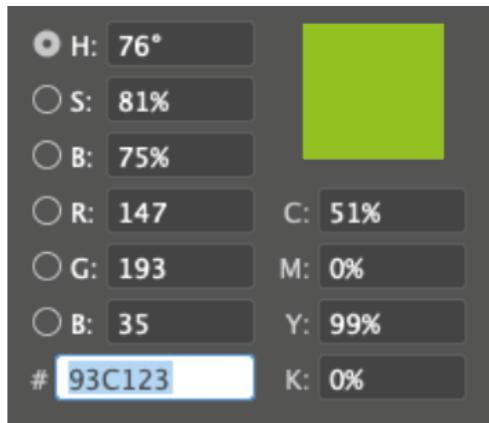 H: 76°
S: 81%
B: 75%
R: 147 C: 51%
G: 193 M: 0%
B: 35 Y: 99%
# 93C123 K: 0%